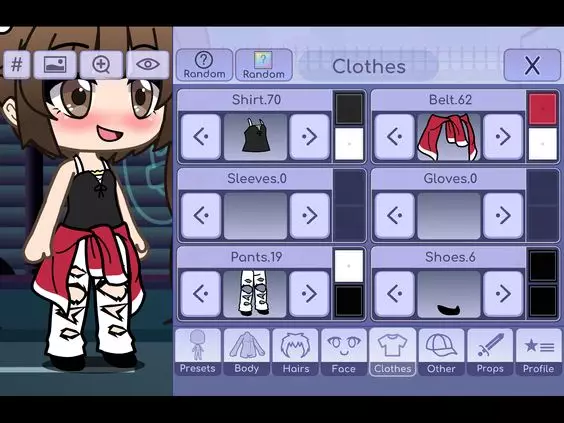 #
Random
Random
Clothes
X
Shirt.70
Belt.62
Sleeves.0
Gloves.0
Pants.19
Shoes.6
Presets
Body
Hairs
Face
Clothes
Other
Props
Profile